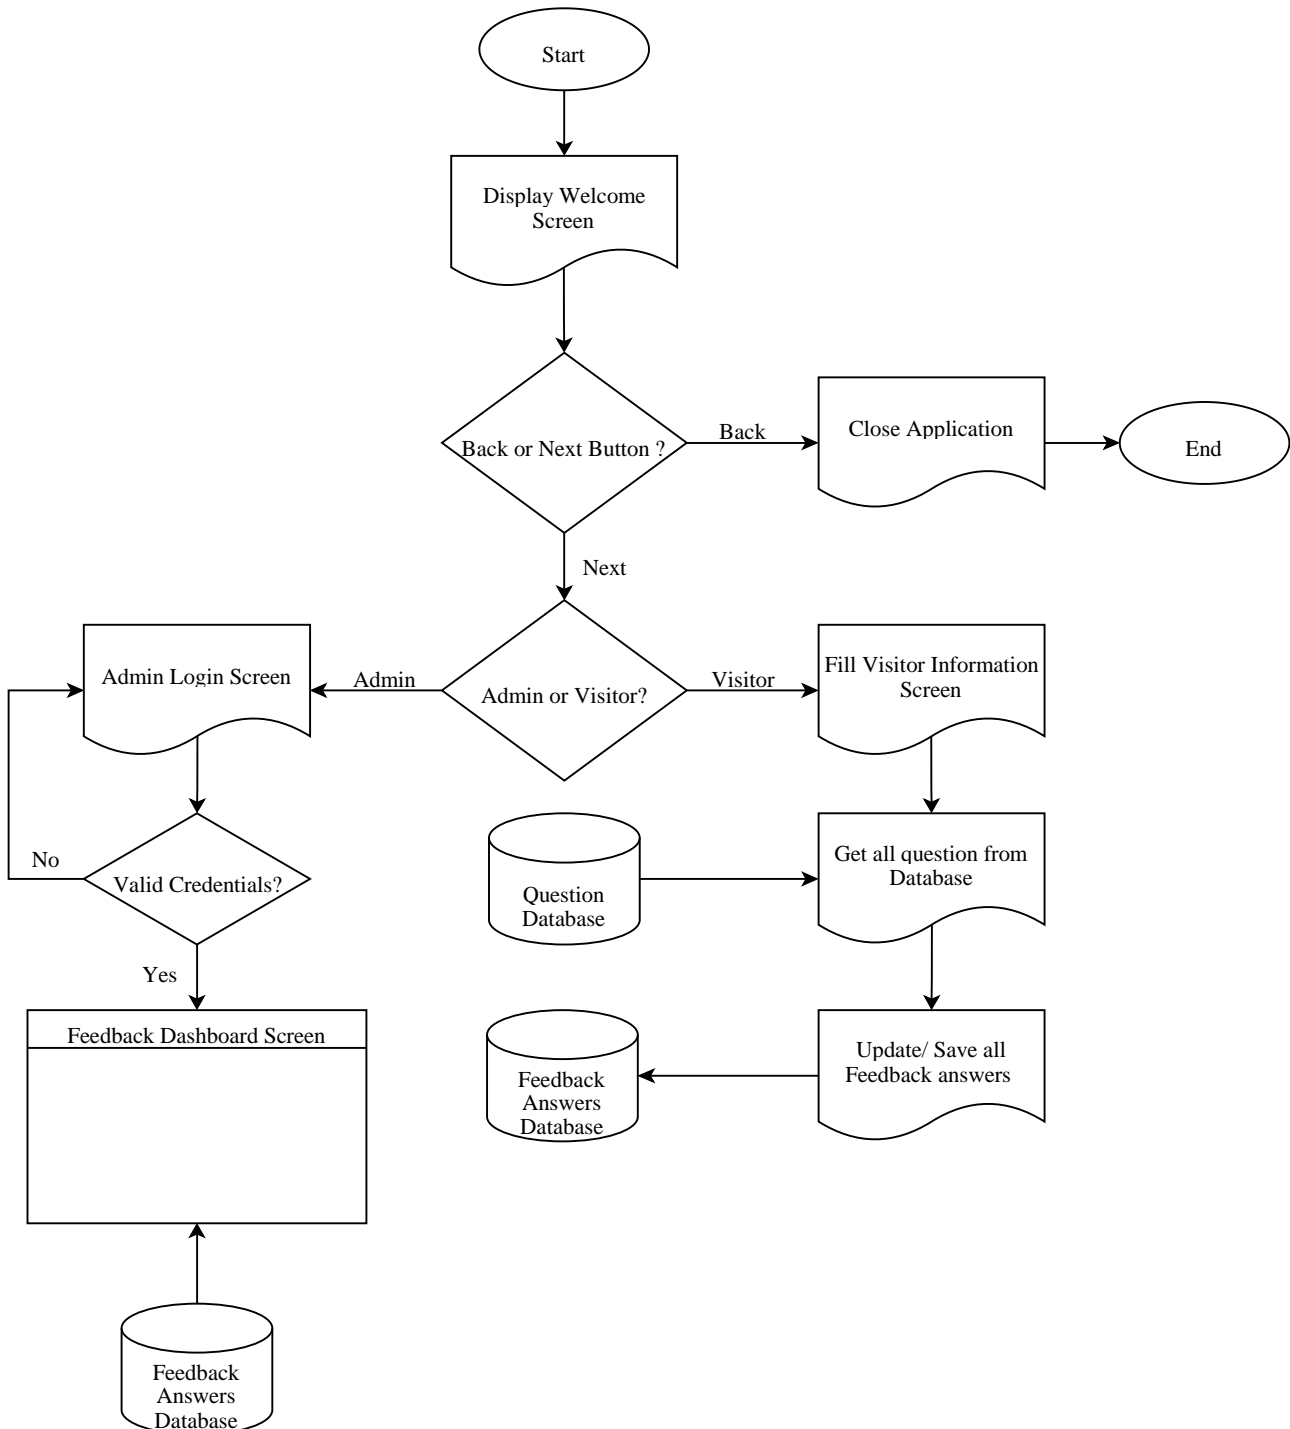 Start
Display Welcome
Screen
Back or Next Button ?
Back
Close Application
End
Next
Admin Login Screen
Admin
Admin or Visitor?
Visitor
Fill Visitor Information
Screen
No
Valid Credentials?
Question
Database
Get all question from
Database
Yes
Feedback Dashboard Screen
Feedback
Answers
Database
Update/ Save all
Feedback answers
Feedback
Answers
Database